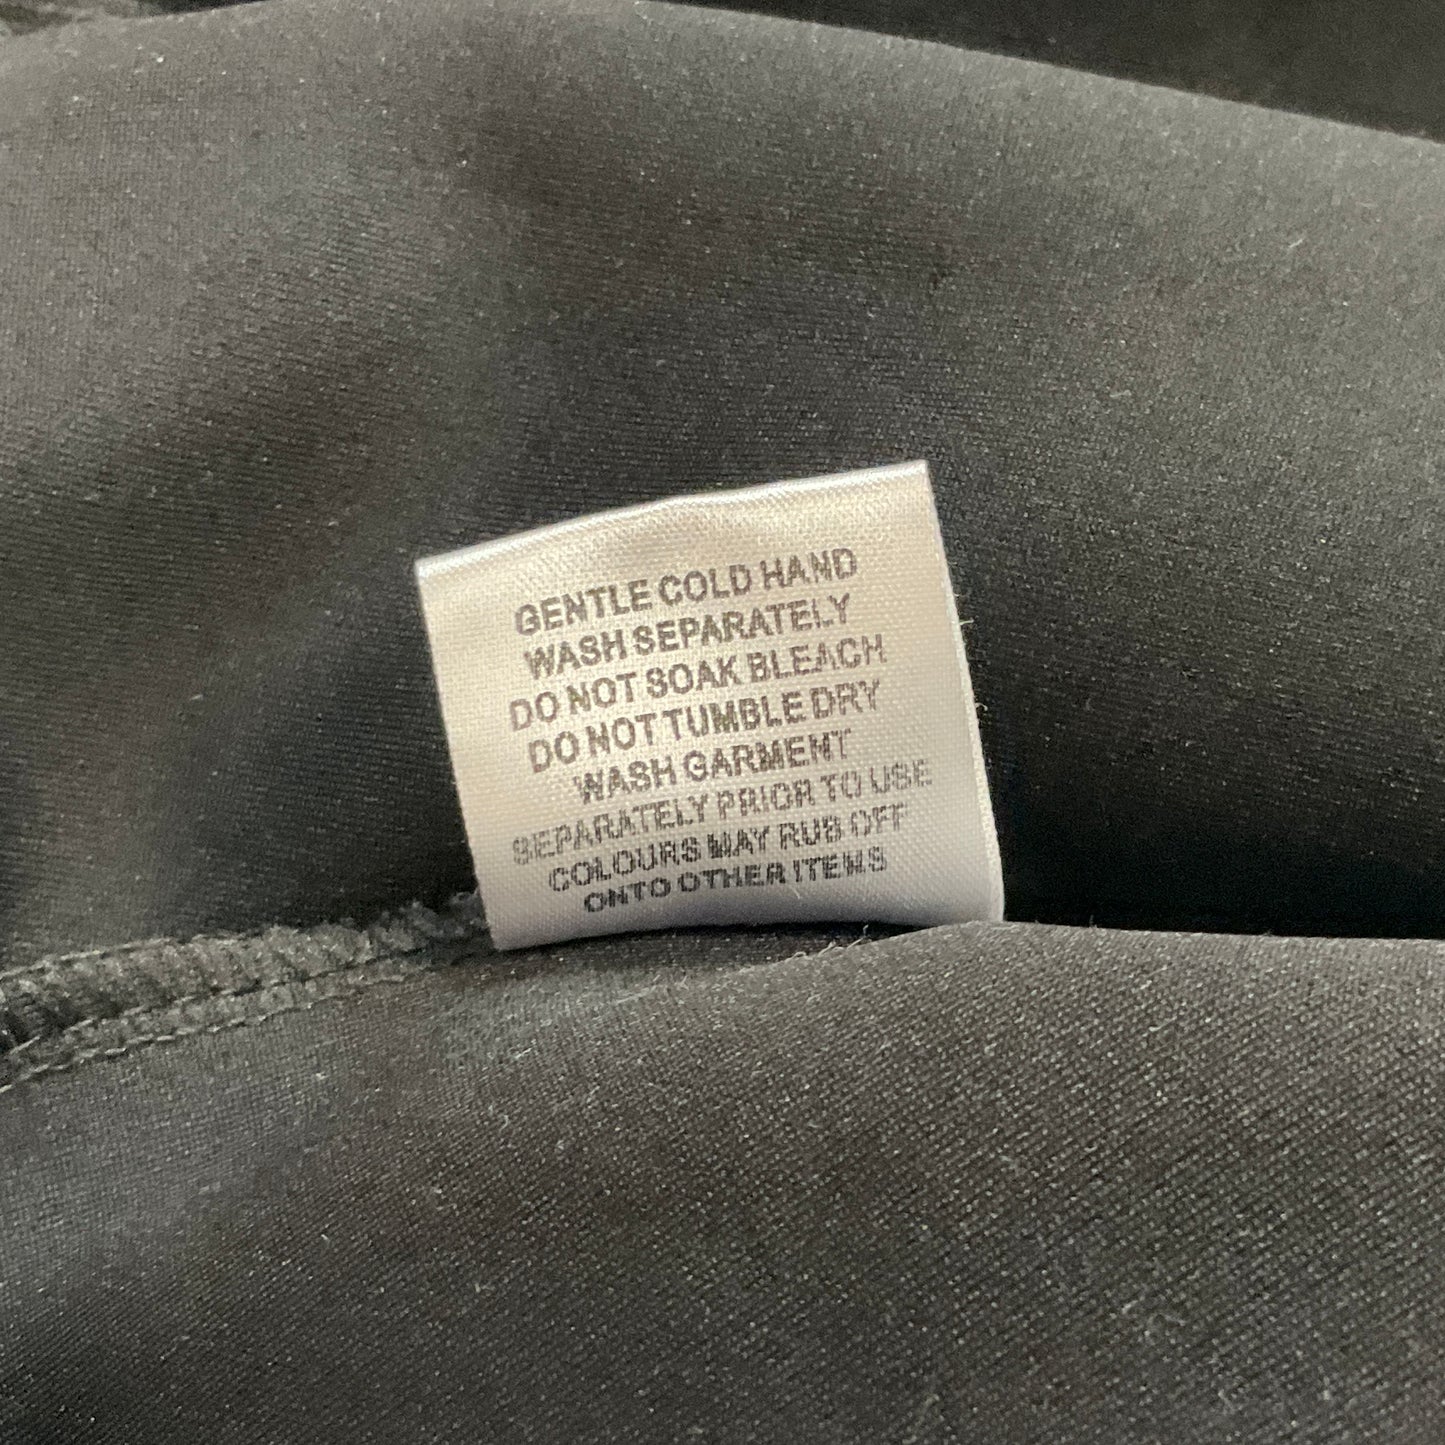 GENTLE COLD HAND
WASH SEPARATELY
DO NOT SOAK BLEACH
DO NOT TUMBLE DRY
WASH GARMENT
SEPARATELY PRIOR TO USE
COLOURS MAY RUB OFF
ONTO OTHER ITEMS